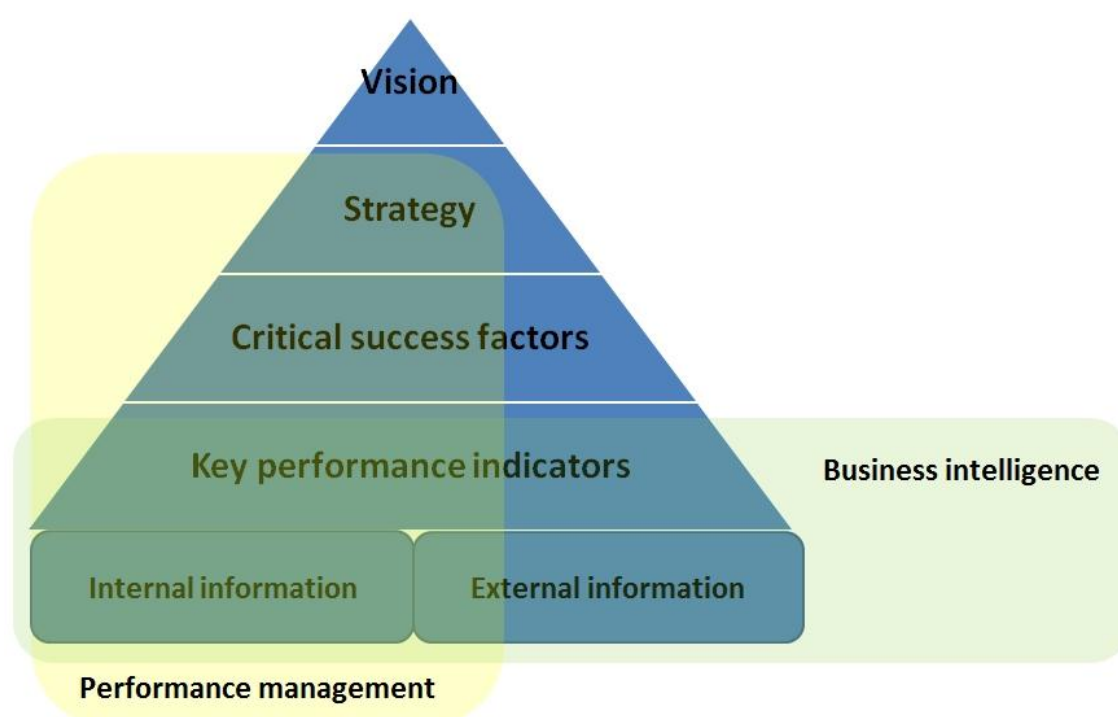 Vision
Strategy
Critical success factors
Key performance indicators
Business intelligence
Internal information
External information
Performance management